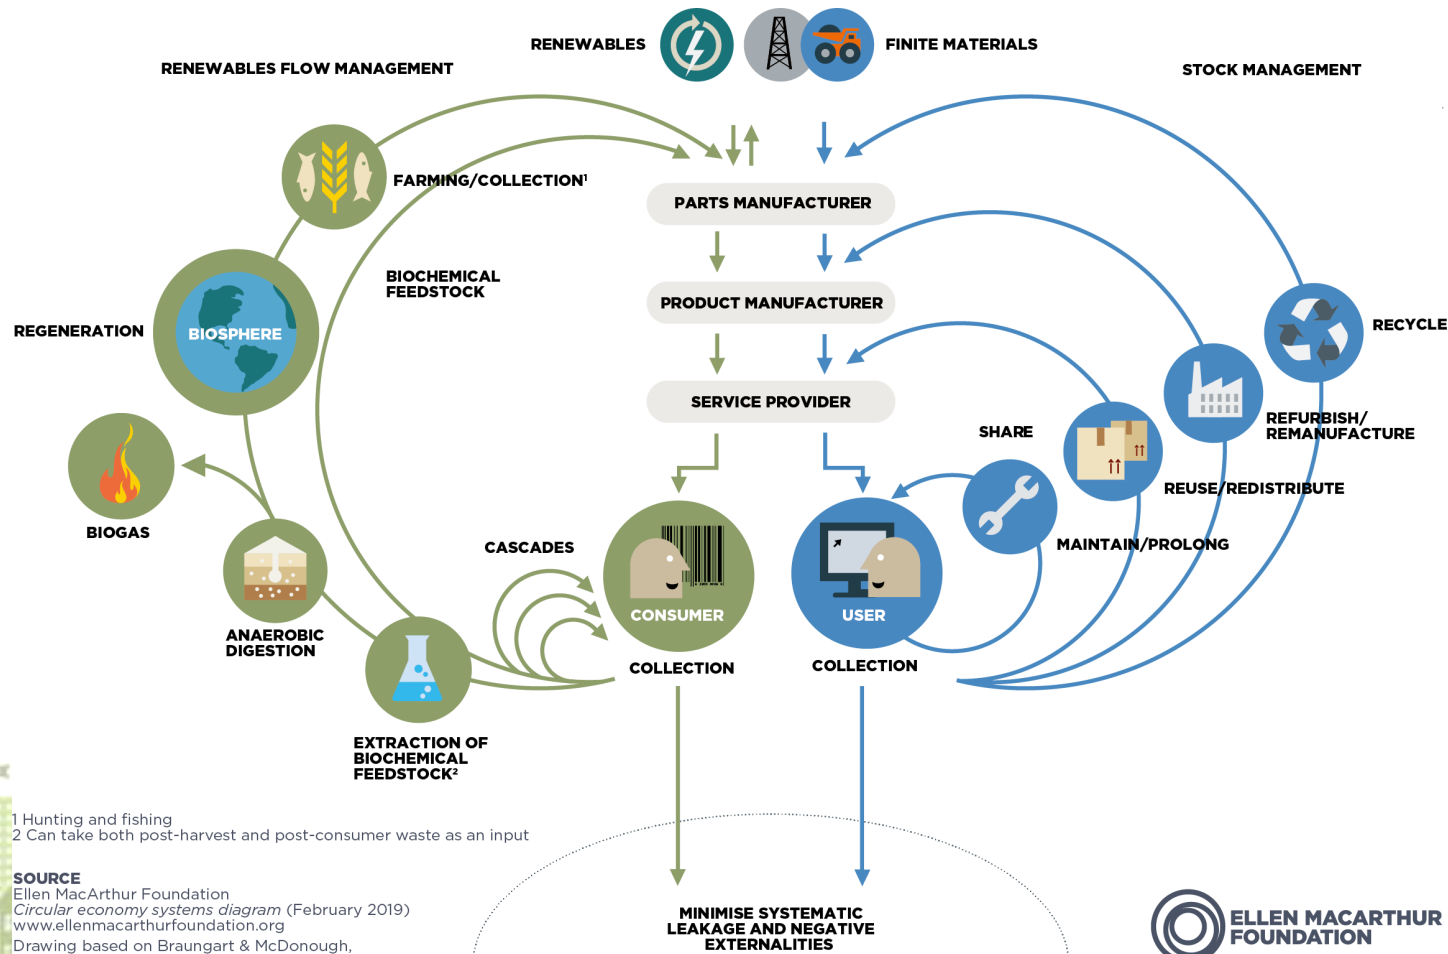 RENEWABLES
FINITE MATERIALS
RENEWABLES FLOW MANAGEMENT
STOCK MANAGEMENT
FARMING/COLLECTION¹
PARTS MANUFACTURER
BIOCHEMICAL
FEEDSTOCK
PRODUCT MANUFACTURER
REGENERATION
BIOSPHERE
RECYCLE
SERVICE PROVIDER
SHARE
REFURBISH/
REMANUFACTURE
REUSE/REDISTRIBUTE
BIOGAS
CASCADES
MAINTAIN/PROLONG
CONSUMER
USER
ANAEROBIC
DIGESTION
COLLECTION
COLLECTION
EXTRACTION OF
BIOCHEMICAL
FEEDSTOCK²
1 Hunting and fishing
2 Can take both post-harvest and post-consumer waste as an input
SOURCE
Ellen MacArthur Foundation
Circular economy systems diagram (February 2019)
www.ellenmacarthurfoundation.org
Drawing based on Braungart & McDonough,
MINIMISE SYSTEMATIC
LEAKAGE AND NEGATIVE
EXTERNALITIES
ELLEN MACARTHUR
FOUNDATION